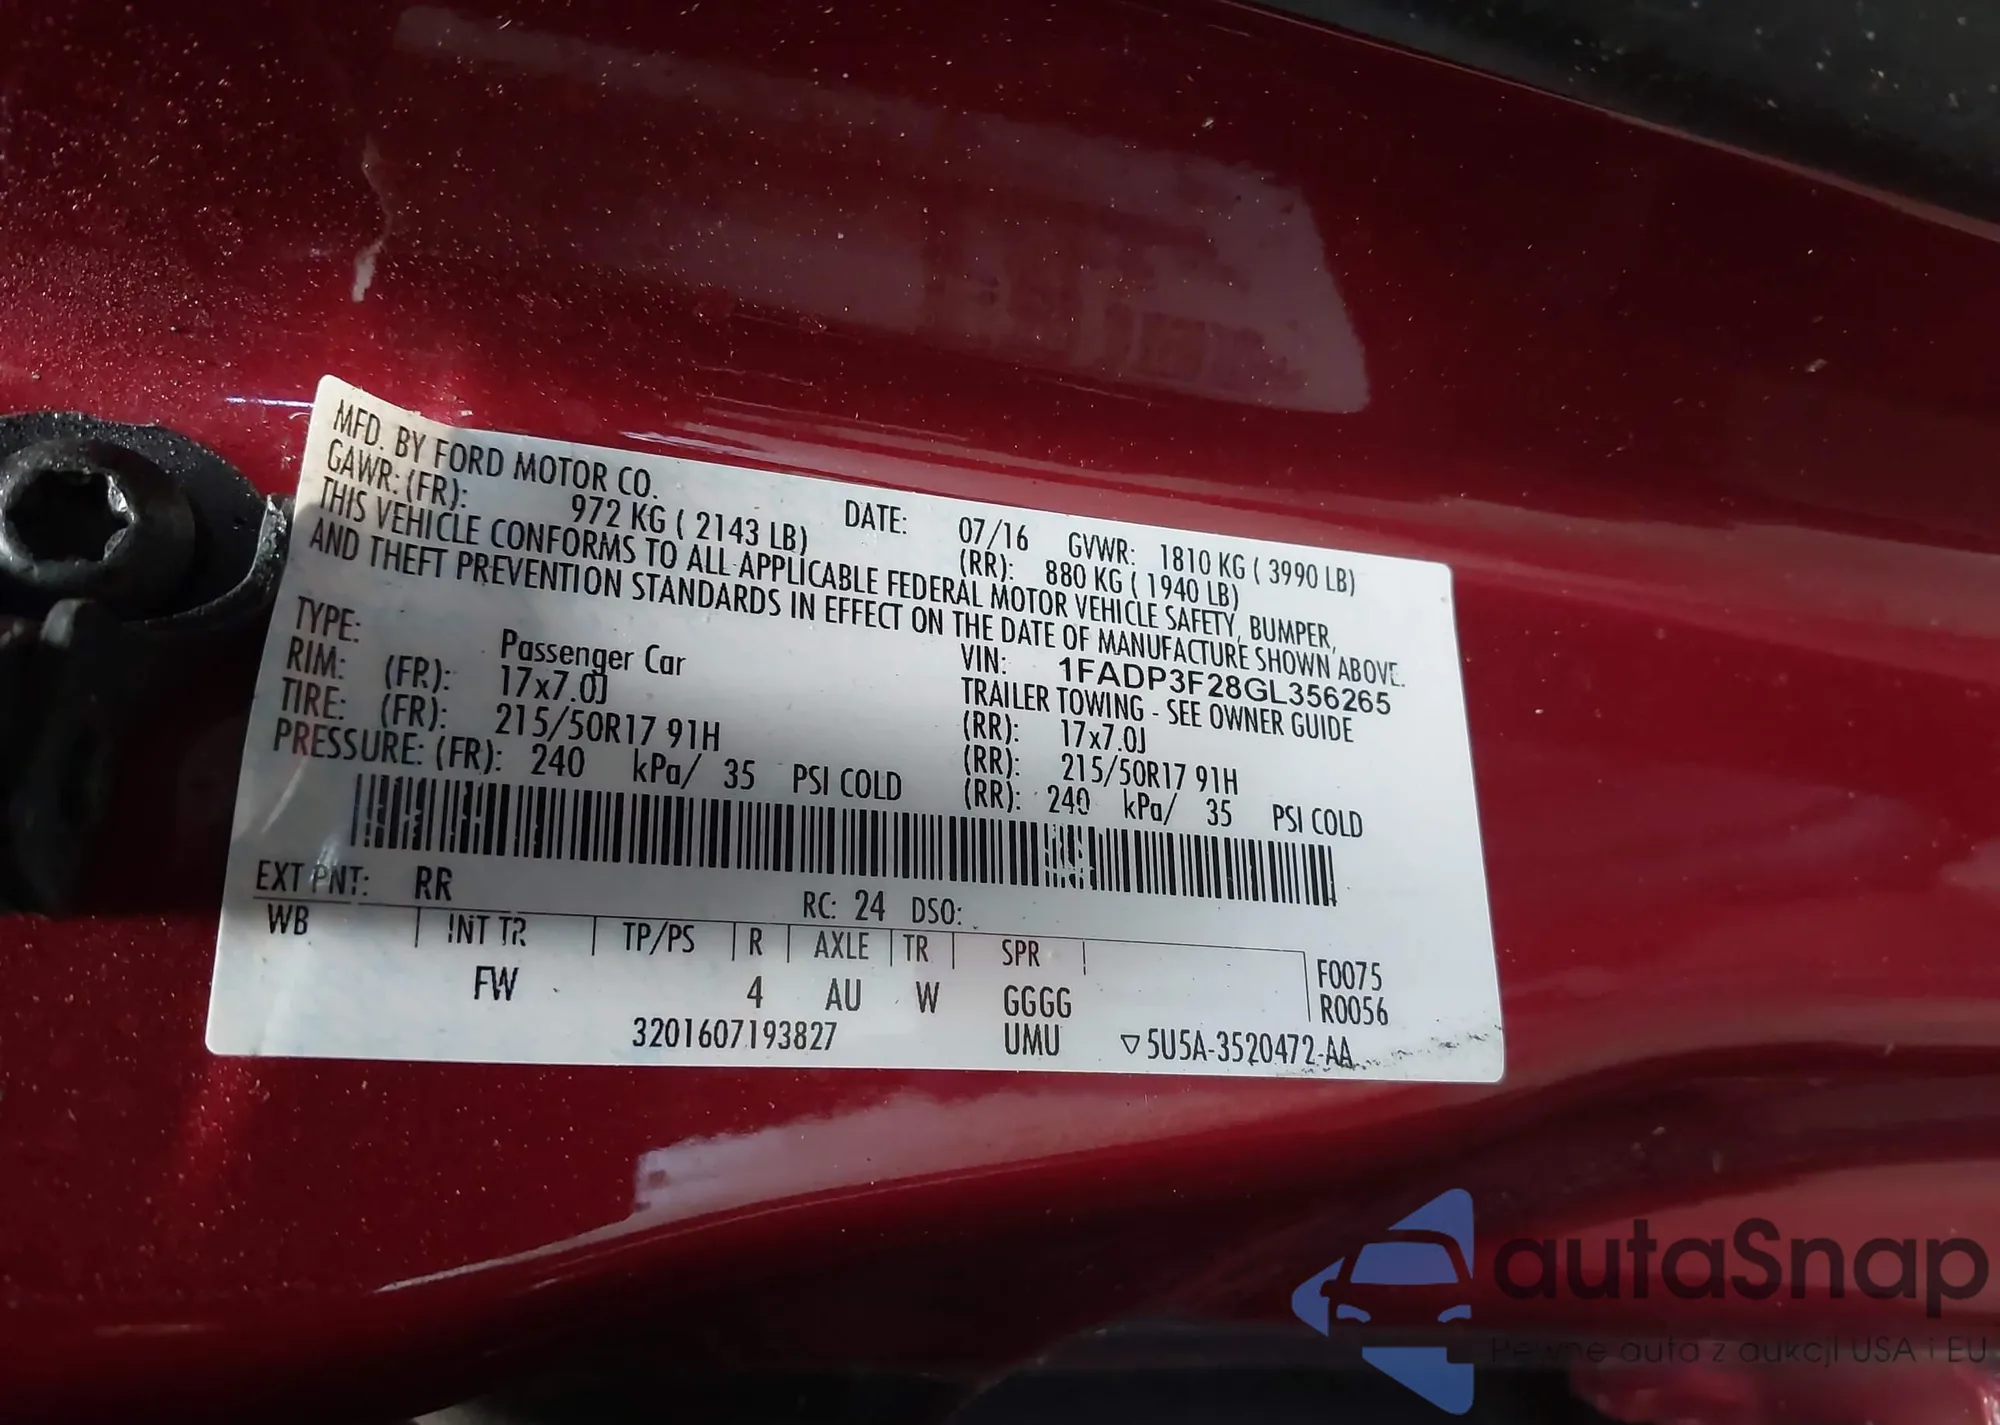 MFD. BY FORD MOTOR CO. DATE: 07/16 GVWR: 1810 KG ( 3990 LB)
GAWR: (FR): 972 KG ( 2143 LB) (RR): 880 KG ( 1940 LB)
THIS VEHICLE CONFORMS TO ALL APPLICABLE FEDERAL MOTOR VEHICLE SAFETY, BUMPER,
AND THEFT PREVENTION STANDARDS IN EFFECT ON THE DATE OF MANUFACTURE SHOWN ABOVE.
VIN: 1FADP3F28GL356265
TYPE: Passenger Car TRAILER TOWING - SEE OWNER GUIDE
RIM: (FR): 17x7.0J (RR): 17x7.0J
TIRE: (FR): 215/50R17 91H (RR): 215/50R17 91H
PRESSURE: (FR): 240 kPa/ 35 PSI COLD (RR): 240 kPa/ 35 PSI COLD
EXT PNT: RR RC: 24 DSO:
WB INT TR TP/PS R AXLE TR SPR F0075
FW 4 AU W GGGG R0056
3201607193827 UMU ▽5U5A-3520472-AA
autaSnap
Pewne auta z aukcji USA i EU